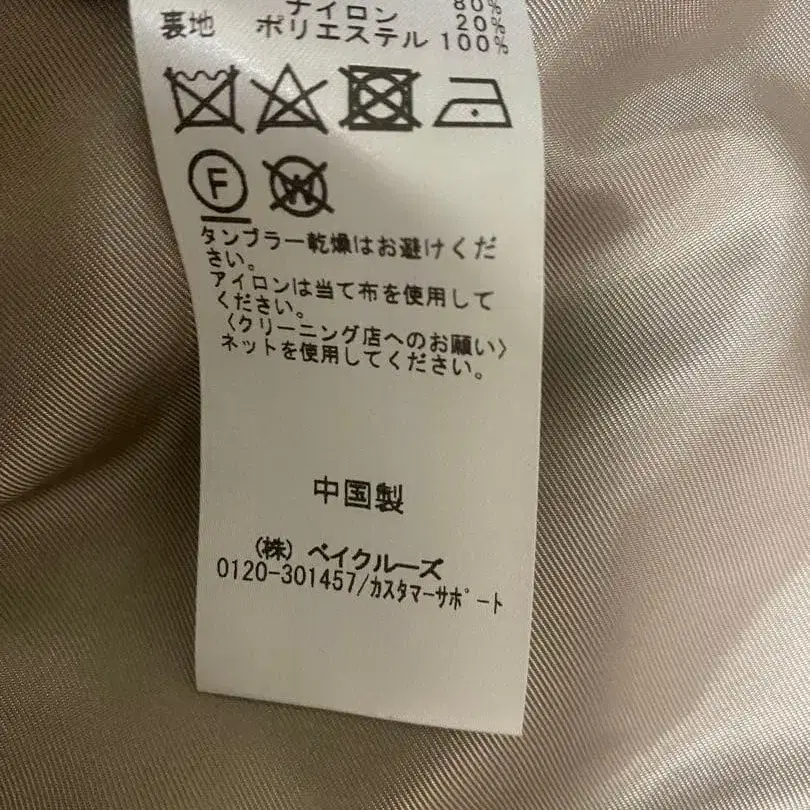 80%
ナイロン 20%
裏地 ポリエステル 100%
F
W
タンブラー乾燥はお避けくだ
さい。
アイロンは当て布を使用して
ください。
〈クリーニング店へのお願い〉
ネットを使用してください。
中国製
(株) ベイクルーズ
0120-301457/カスタマーサポート